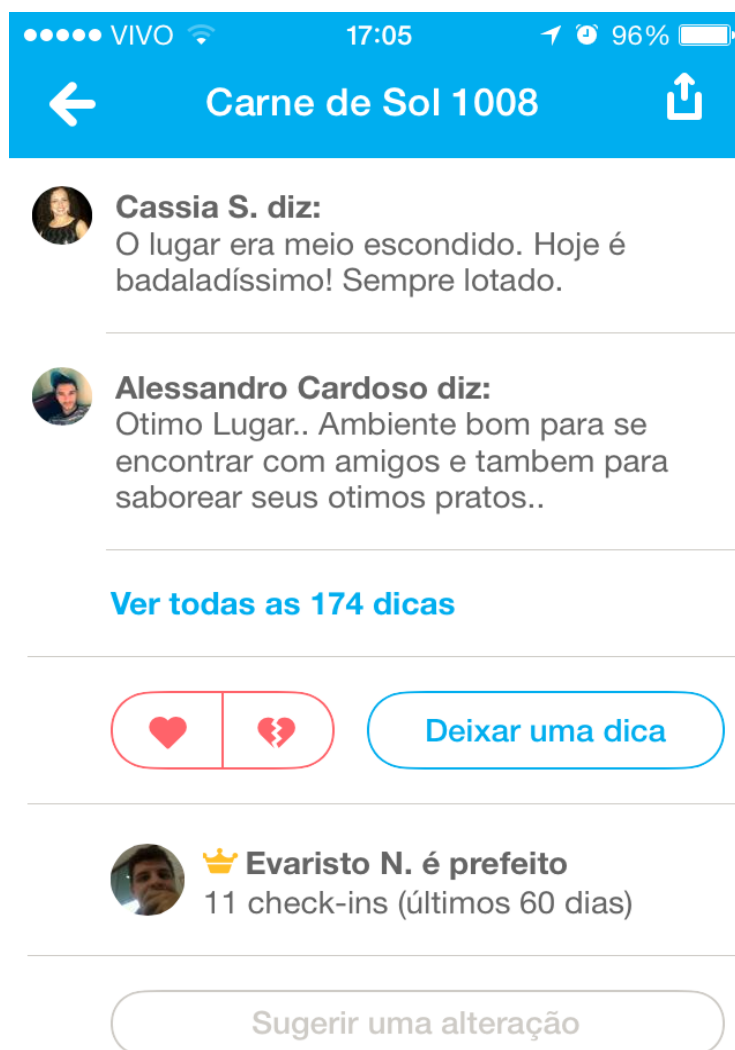 VIVO 17:05 96%
Carne de Sol 1008
Cassia S. diz:
O lugar era meio escondido. Hoje é
badaladíssimo! Sempre lotado.
Alessandro Cardoso diz:
Otimo Lugar.. Ambiente bom para se
encontrar com amigos e tambem para
saborear seus otimos pratos..
Ver todas as 174 dicas
Deixar uma dica
Evaristo N. é prefeito
11 check-ins (últimos 60 dias)
Sugerir uma alteração